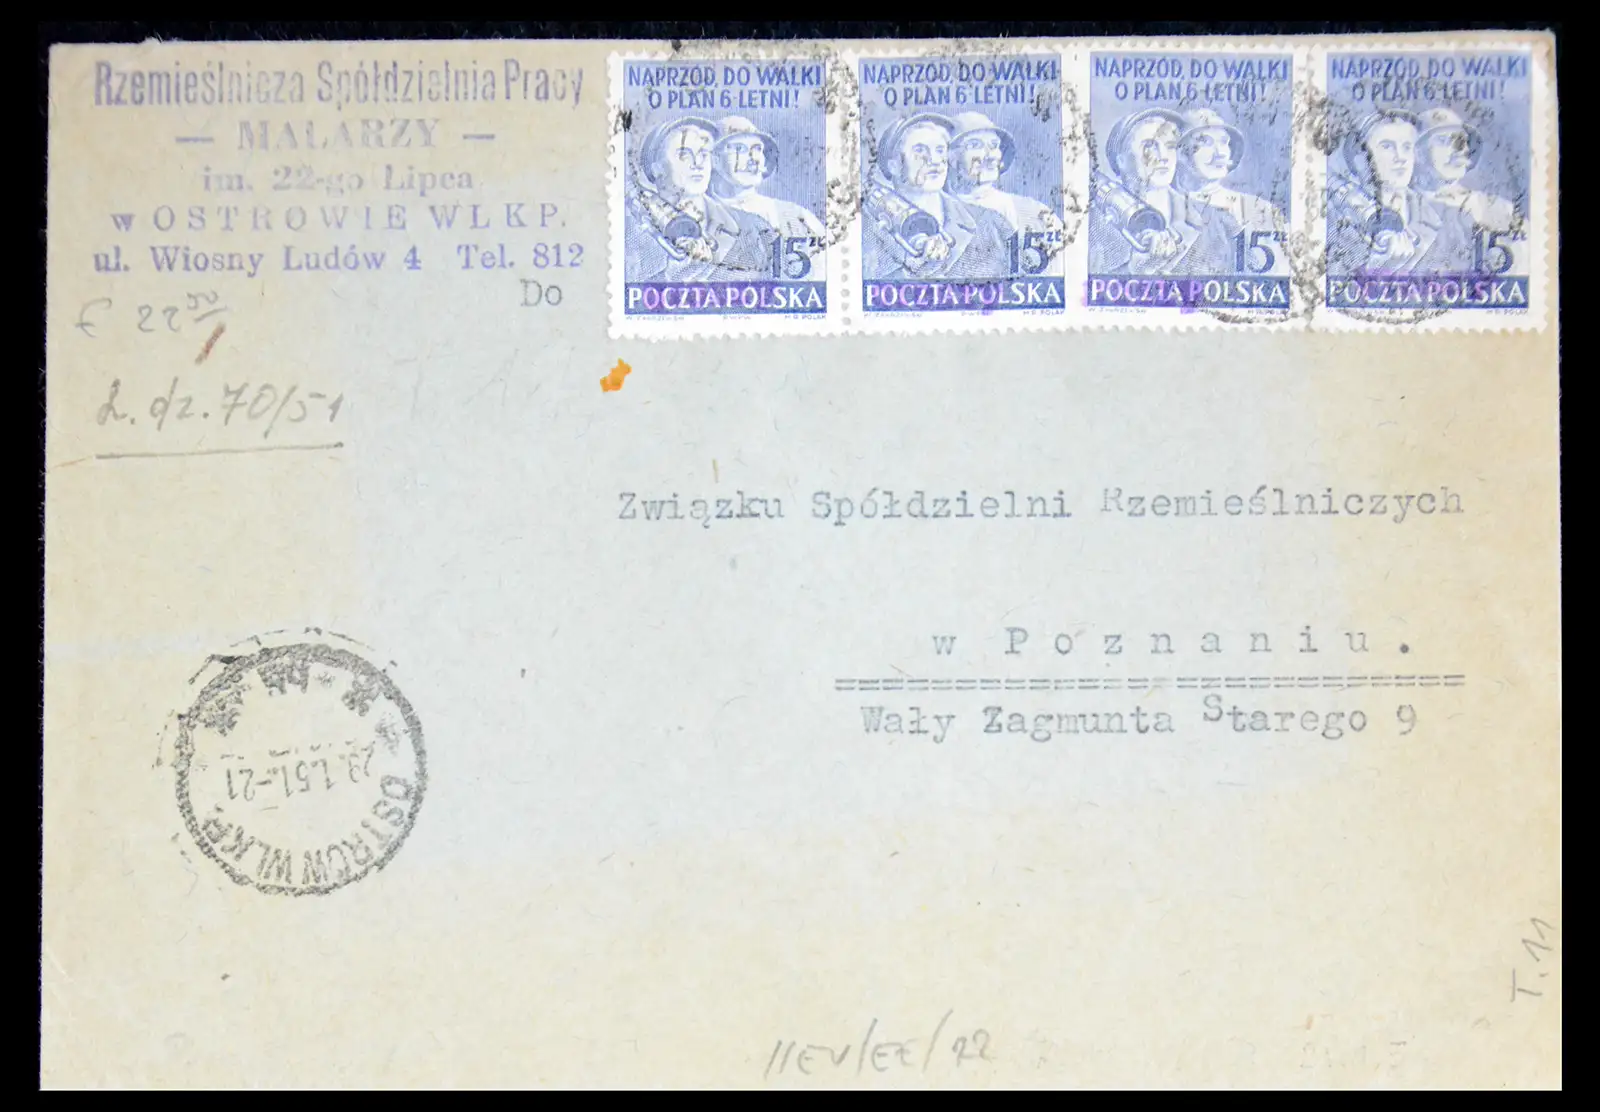 Rzemieślnicza Spółdzielnia Pracy
— MALARZY —
im. 22-go Lipca
w OSTROWIE WLKP.
ul. Wiosny Ludów 4 Tel. 812
Do
NAPRZÓD, DO WALKI
O PLAN 6 LETNI!
15 ZŁ
POCZTA POLSKA
NAPRZÓD, DO WALKI
O PLAN 6 LETNI!
15 ZŁ
POCZTA POLSKA
NAPRZÓD, DO WALKI
O PLAN 6 LETNI!
15 ZŁ
POCZTA POLSKA
NAPRZÓD, DO WALKI
O PLAN 6 LETNI!
15 ZŁ
POCZTA POLSKA
€ 22 50
L. dz. 70/51
Związku Spółdzielni Rzemieślniczych
w Poznaniu.
==========================
Wały Zagmunta Starego 9
23.1.51.-21
OSTRÓW WLKP.
T. 11